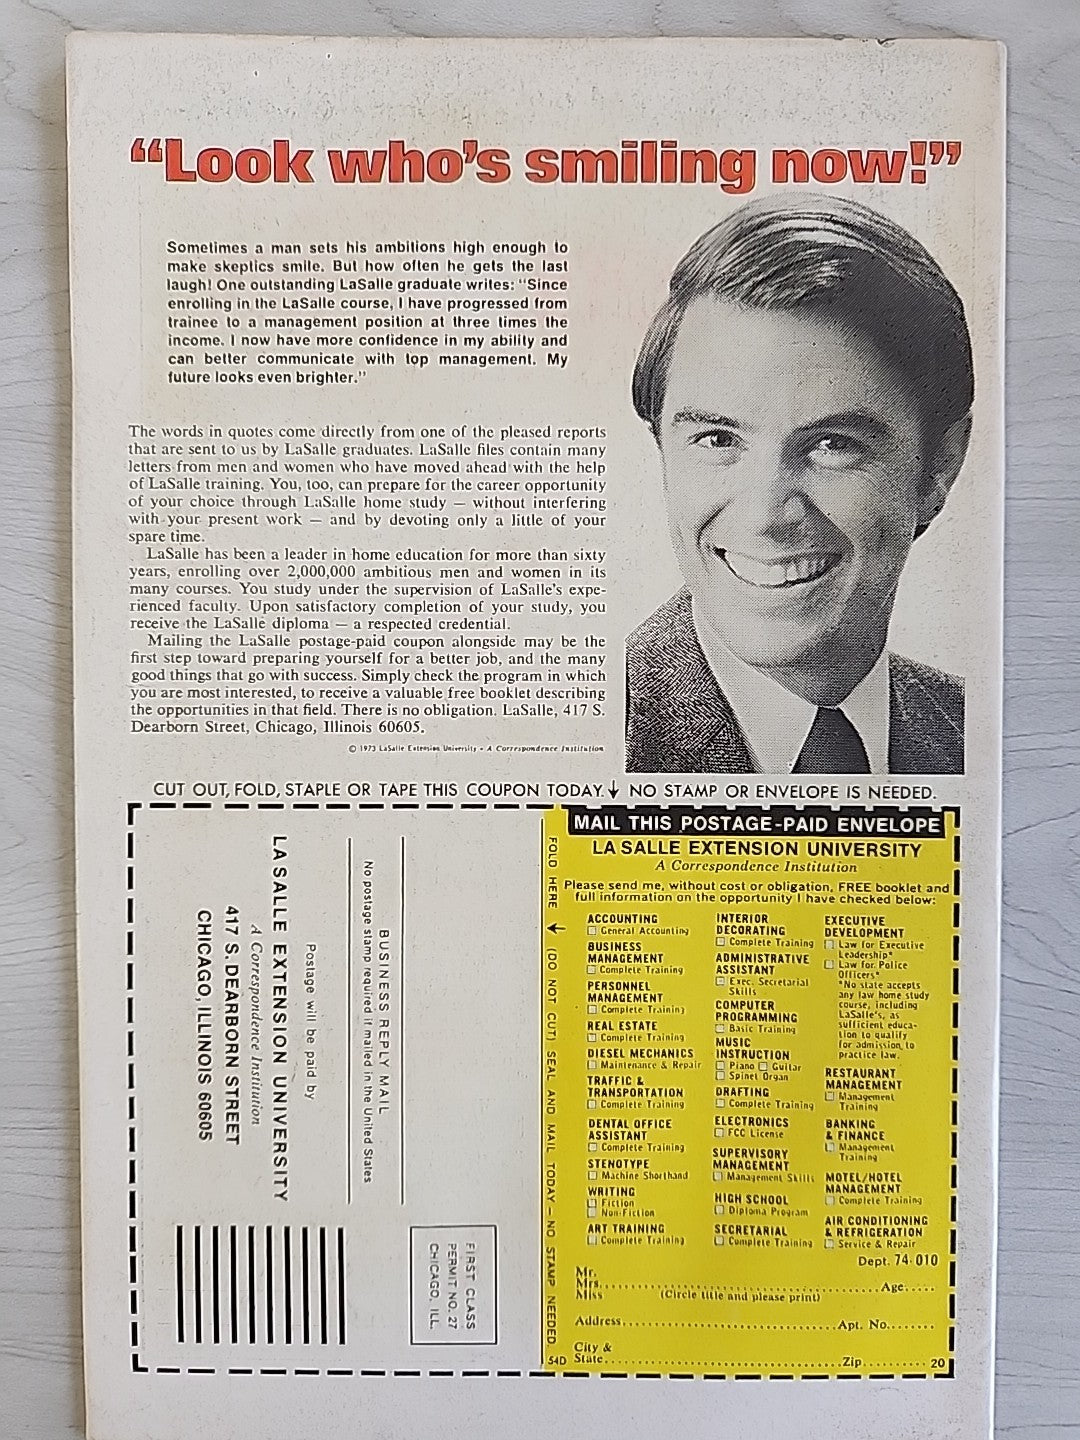 “Look who's smiling now!”
Sometimes a man sets his ambitions high enough to
make skeptics smile. But how often he gets the last
laugh! One outstanding LaSalle graduate writes: "Since
enrolling in the LaSalle course, I have progressed from
trainee to a management position at three times the
income. I now have more confidence in my ability and
can better communicate with top management. My
future looks even brighter."
The words in quotes come directly from one of the pleased reports
that are sent to us by LaSalle graduates. LaSalle files contain many
letters from men and women who have moved ahead with the help
of LaSalle training. You, too, can prepare for the career opportunity
of your choice through LaSalle home study — without interfering
with your present work — and by devoting only a little of your
spare time.
LaSalle has been a leader in home education for more than sixty
years, enrolling over 2,000,000 ambitious men and women in its
many courses. You study under the supervision of LaSalle's expe-
rienced faculty. Upon satisfactory completion of your study, you
receive the LaSalle diploma — a respected credential.
Mailing the LaSalle postage-paid coupon alongside may be the
first step toward preparing yourself for a better job, and the many
good things that go with success. Simply check the program in which
you are most interested, to receive a valuable free booklet describing
the opportunities in that field. There is no obligation. LaSalle, 417 S.
Dearborn Street, Chicago, Illinois 60605.
© 1973 LaSalle Extension University • A Correspondence Institution
CUT OUT, FOLD, STAPLE OR TAPE THIS COUPON TODAY ↓ NO STAMP OR ENVELOPE IS NEEDED.
FIRST CLASS
PERMIT NO. 27
CHICAGO, ILL.
BUSINESS REPLY MAIL
No postage stamp required if mailed in the United States
Postage will be paid by
LA SALLE EXTENSION UNIVERSITY
A Correspondence Institution
417 S. DEARBORN STREET
CHICAGO, ILLINOIS 60605
FOLD HERE ← (DO NOT CUT) SEAL AND MAIL TODAY — NO STAMP NEEDED.
MAIL THIS POSTAGE-PAID ENVELOPE
LA SALLE EXTENSION UNIVERSITY
A Correspondence Institution
Please send me, without cost or obligation, FREE booklet and
full information on the opportunity I have checked below:
ACCOUNTING
☐ General Accounting
BUSINESS
MANAGEMENT
☐ Complete Training
PERSONNEL
MANAGEMENT
☐ Complete Training
REAL ESTATE
☐ Complete Training
DIESEL MECHANICS
☐ Maintenance & Repair
TRAFFIC &
TRANSPORTATION
☐ Complete Training
DENTAL OFFICE
ASSISTANT
☐ Complete Training
STENOTYPE
☐ Machine Shorthand
WRITING
☐ Fiction
☐ Non-Fiction
ART TRAINING
☐ Complete Training
INTERIOR
DECORATING
☐ Complete Training
ADMINISTRATIVE
ASSISTANT
☐ Exec. Secretarial
Skills
COMPUTER
PROGRAMMING
☐ Basic Training
MUSIC
INSTRUCTION
☐ Piano ☐ Guitar
☐ Spinet Organ
DRAFTING
☐ Complete Training
ELECTRONICS
☐ FCC License
SUPERVISORY
MANAGEMENT
☐ Management Skills
HIGH SCHOOL
☐ Diploma Program
SECRETARIAL
☐ Complete Training
EXECUTIVE
DEVELOPMENT
☐ Law for Executive
Leadership*
☐ Law for Police
Officers*
*No state accepts
any law home study
course, including
LaSalle's, as
sufficient educa-
tion to qualify
for admission to
practice law.
RESTAURANT
MANAGEMENT
☐ Management
Training
BANKING
& FINANCE
☐ Management
Training
MOTEL/HOTEL
MANAGEMENT
☐ Complete Training
AIR CONDITIONING
& REFRIGERATION
☐ Service & Repair
Dept. 74-010
Mr.
Mrs. Age
Miss (Circle title and please print)
Address Apt. No.
City &
State Zip 20
54D